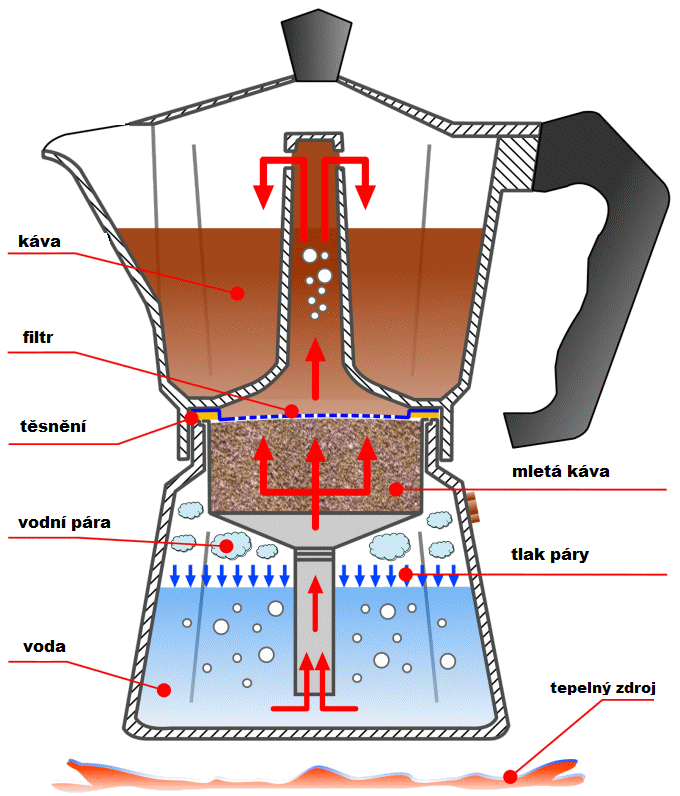 káva
filtr
těsnění
mletá káva
vodní pára
tlak páry
voda
tepelný zdroj